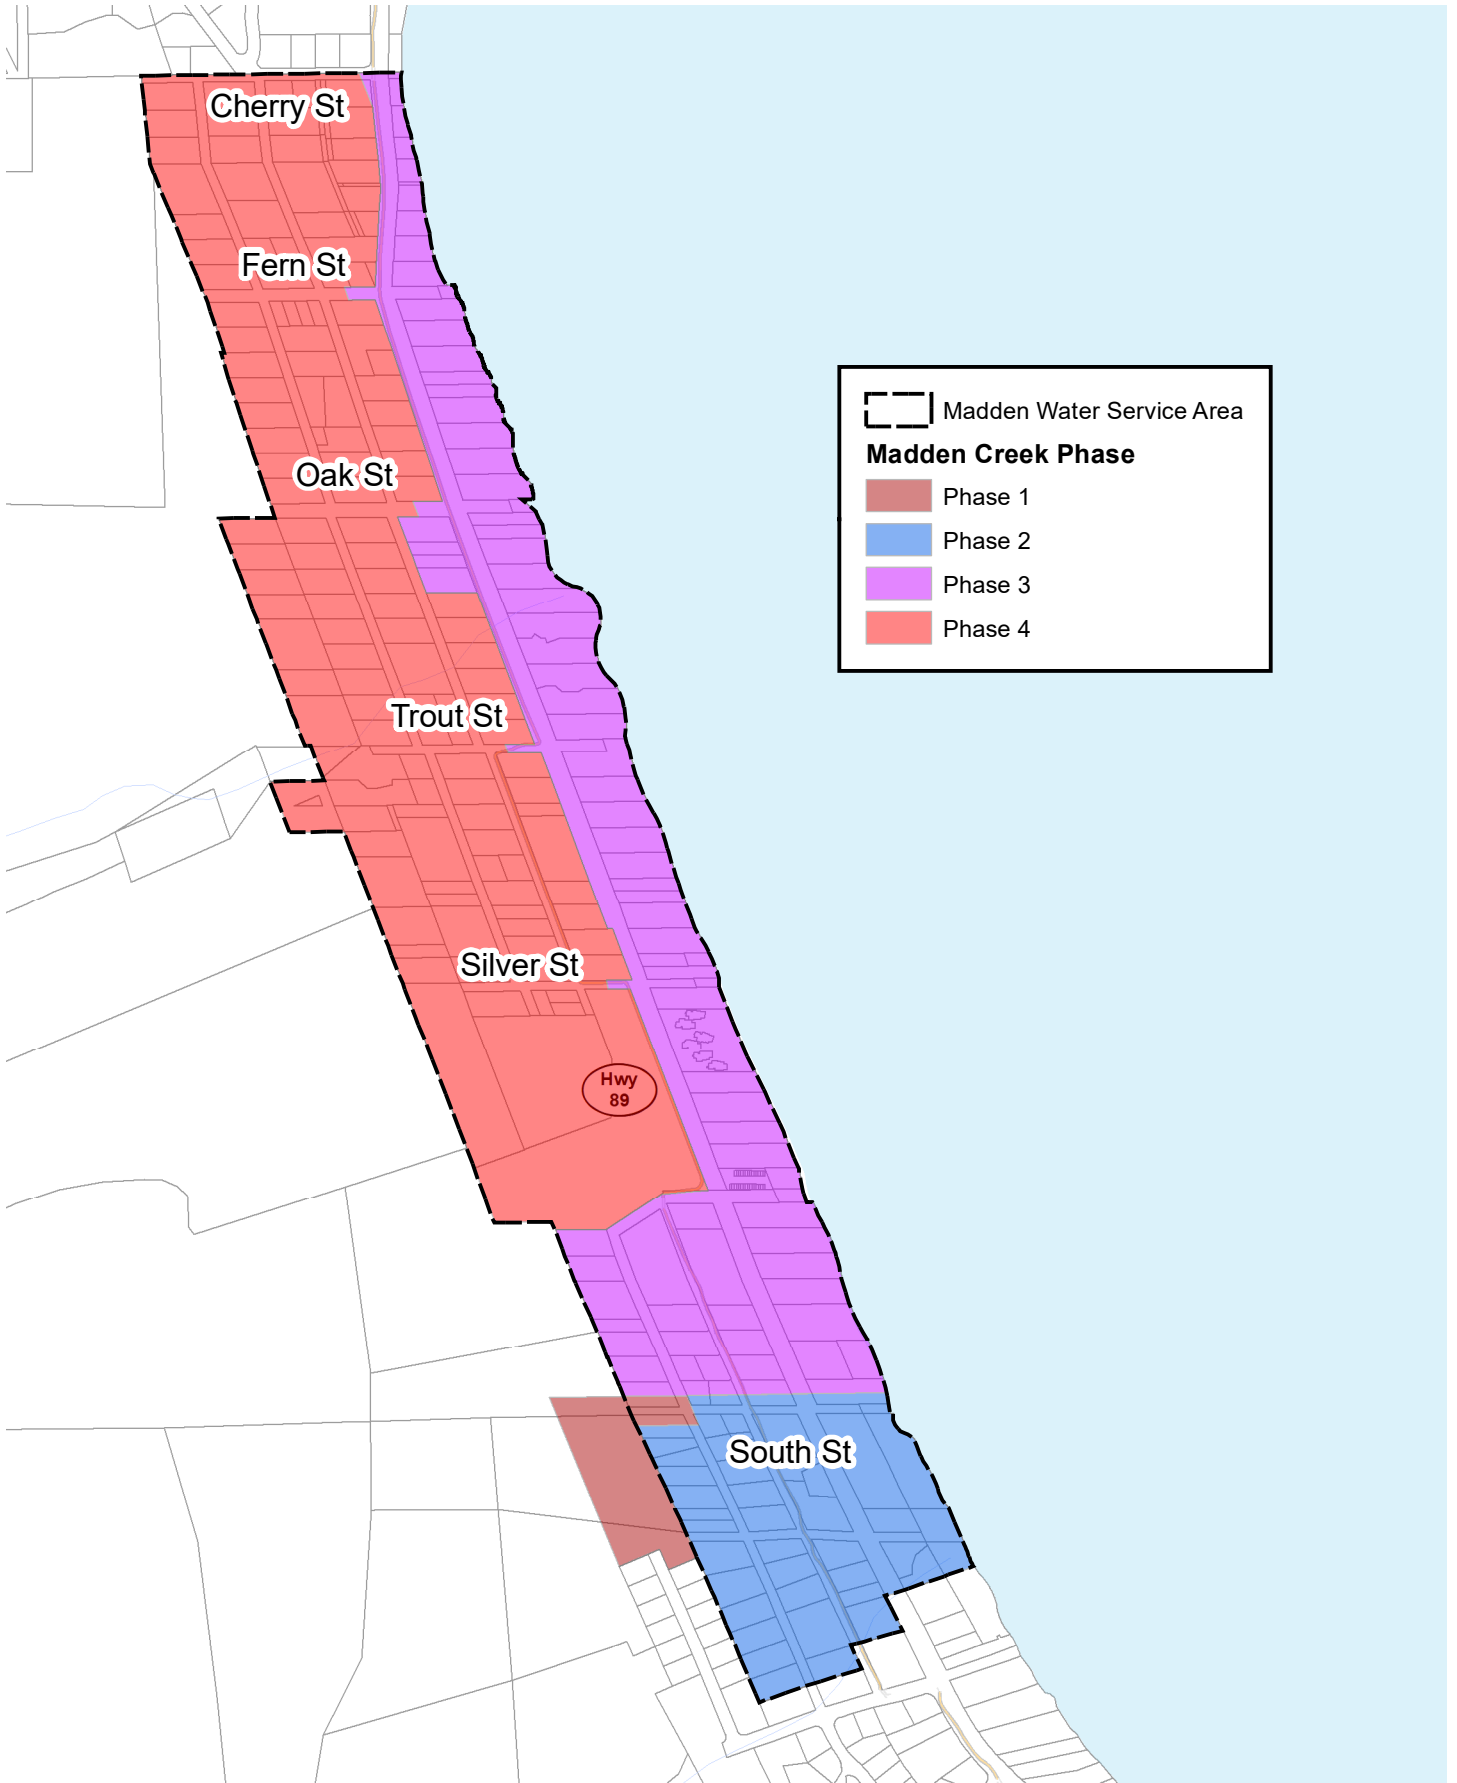 Cherry St
Fern St
Madden Water Service Area
Madden Creek Phase
Oak St
Phase 1
Phase 2
Phase 3
Phase 4
Trout St
Silver St
Hwy
89
South St